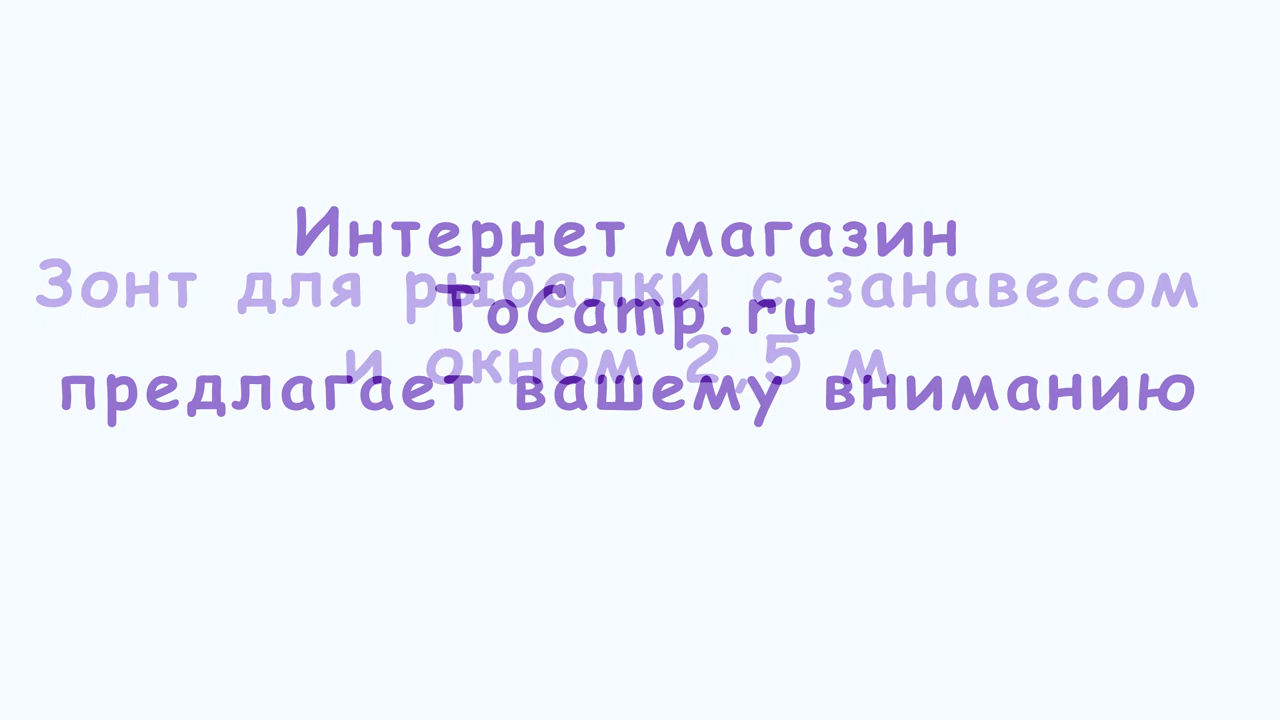 Интернет магазин
ToCamp.ru
предлагает вашему вниманию
Зонт для рыбалки с занавесом
и окном 2,5 м